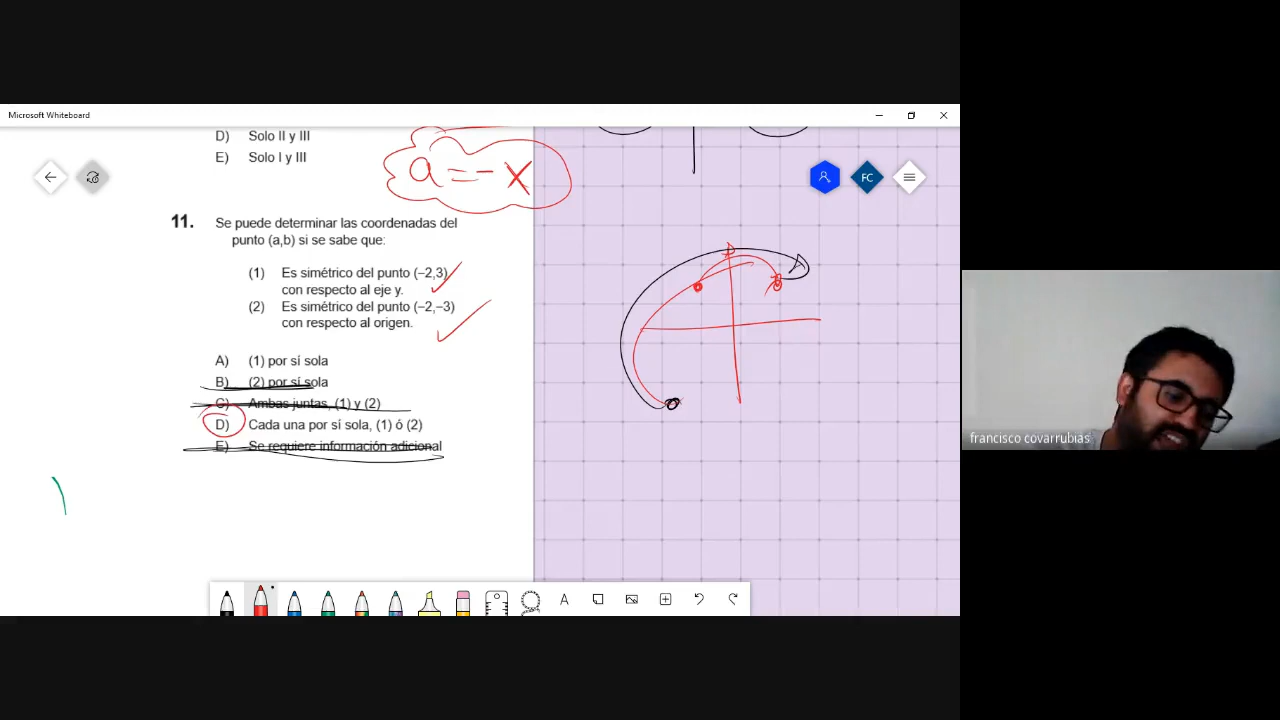 Microsoft Whiteboard
D) Solo II y III
E) Solo I y III
a = - x
FC
11. Se puede determinar las coordenadas del
punto (a,b) si se sabe que:
(1) Es simétrico del punto (−2,3)
con respecto al eje y.
(2) Es simétrico del punto (−2,−3)
con respecto al origen.
A) (1) por sí sola
B) (2) por sí sola
C) Ambas juntas, (1) y (2)
D) Cada una por sí sola, (1) ó (2)
E) Se requiere información adicional
francisco covarrubias